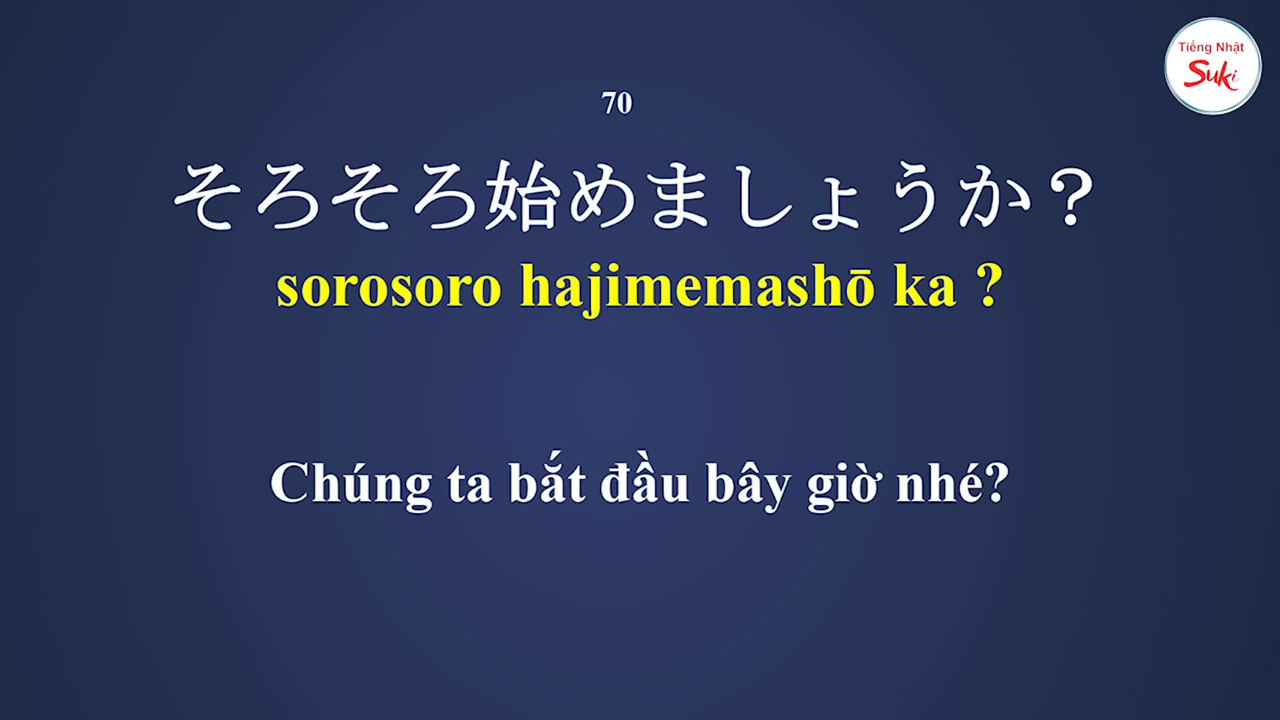 Tiếng Nhật
Suki
70
そろそろ始めましょうか？
sorosoro hajimemashō ka ?
Chúng ta bắt đầu bây giờ nhé?